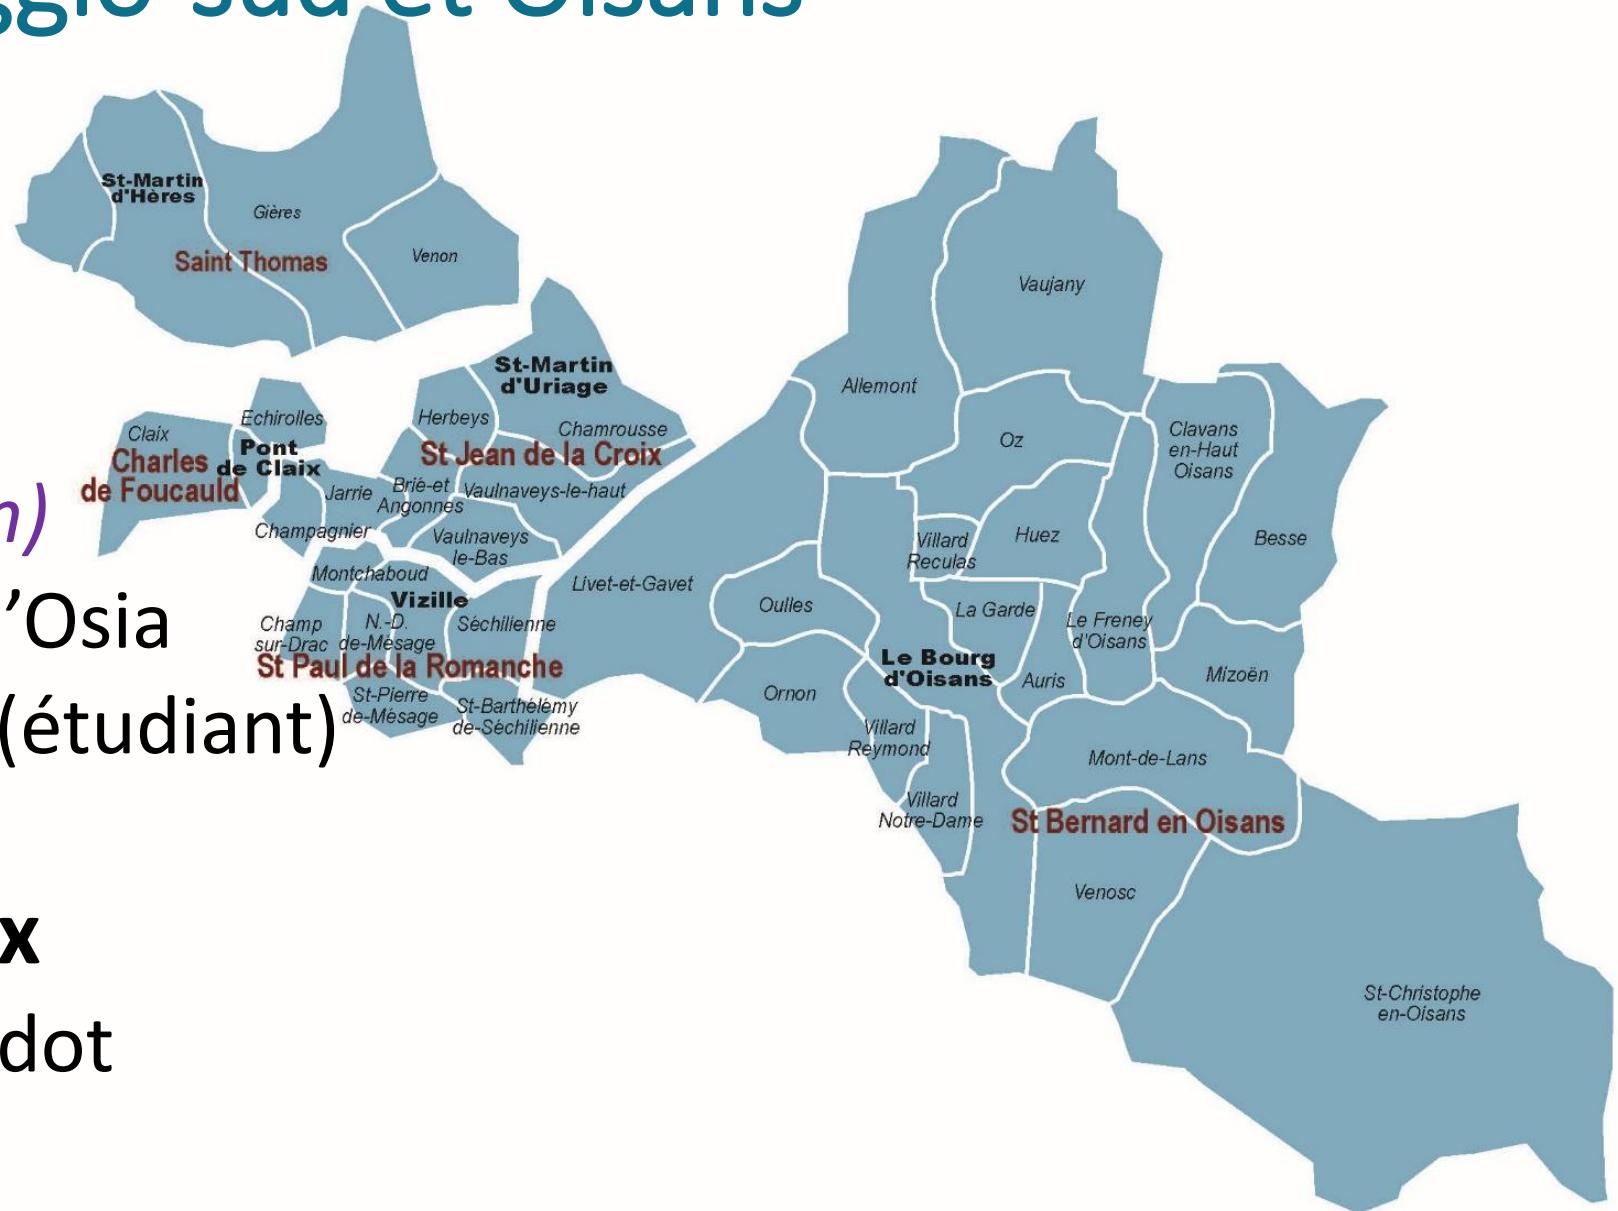 ggio-sud et Oisans
St-Martin
d'Hères
Gières
Saint Thomas
Venon
Vaujany
St-Martin
d'Uriage
Allemont
Herbeys
Chamrousse
St Jean de la Croix
Echirolles
Claix
Pont
de Claix
Charles
de Foucauld
Oz
Clavans
en-Haut
Oisans
Jarrie
Brié-et
Angonnes
Vaulnaveys-le-haut
Champagnier
Vaulnaveys
le-Bas
Villard
Reculas
Huez
Besse
n)
Montchaboud
Livet-et-Gavet
Vizille
Oulles
La Garde
Le Freney
d'Oisans
’Osia
Champ
sur-Drac
N.-D.
de-Mésage
Séchilienne
St Paul de la Romanche
Le Bourg
d'Oisans
Auris
Mizoën
Ornon
St-Pierre
de-Mésage
St-Barthélémy
de-Séchilienne
(étudiant)
Villard
Reymond
Mont-de-Lans
Villard
Notre-Dame
St Bernard en Oisans
Venosc
x
St-Christophe
en-Oisans
dot